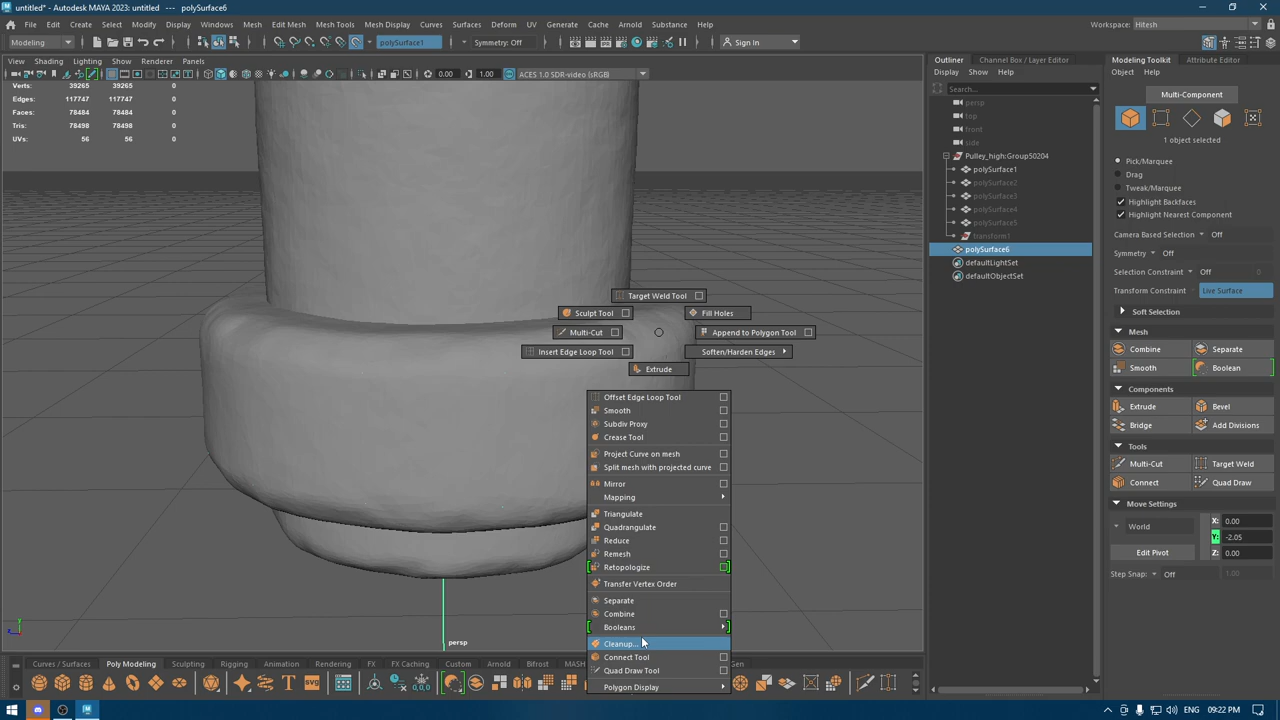 untitled* - Autodesk MAYA 2023: untitled --- polySurface6
File Edit Create Select Modify Display Windows Mesh Edit Mesh Mesh Tools Mesh Display Curves Surfaces Deform UV Generate Cache Arnold Substance Help
Workspace: Hitesh
Modeling polySurface1 Symmetry: Off Sign In
View Shading Lighting Show Renderer Panels
0.00 1.00 ACES 1.0 SDR-video (sRGB)
Verts: 39265 39265 0
Edges: 117747 117747 0
Faces: 78484 78484 0
Tris: 78498 78498 0
UVs: 56 56 0
Target Weld Tool
Sculpt Tool Fill Holes
Multi-Cut Append to Polygon Tool
Insert Edge Loop Tool Soften/Harden Edges
Extrude
Offset Edge Loop Tool
Smooth
Subdiv Proxy
Crease Tool
Project Curve on mesh
Split mesh with projected curve
Mirror
Mapping
Triangulate
Quadrangulate
Reduce
Remesh
Retopologize
Transfer Vertex Order
Separate
Combine
Booleans
Cleanup...
Connect Tool
Quad Draw Tool
Polygon Display
persp
Curves / Surfaces Poly Modeling Sculpting Rigging Animation Rendering FX FX Caching Custom Arnold Bifrost MASH
Outliner Channel Box / Layer Editor
Display Show Help
Search...
persp
top
front
side
Pulley_high:Group50204
polySurface1
polySurface2
polySurface3
polySurface4
polySurface5
transform1
polySurface6
defaultLightSet
defaultObjectSet
Modeling Toolkit Attribute Editor
Object Help
Multi-Component
1 object selected
Pick/Marquee
Drag
Tweak/Marquee
Highlight Backfaces
Highlight Nearest Component
Camera Based Selection Off
Symmetry Off
Selection Constraint Off 0
Transform Constraint Live Surface
Soft Selection
Mesh
Combine Separate
Smooth Boolean
Components
Extrude Bevel
Bridge Add Divisions
Tools
Multi-Cut Target Weld
Connect Quad Draw
Move Settings
World X: 0.00
Y: -2.05
Edit Pivot Z: 0.00
Step Snap: Off 1.00
ENG 09:22 PM